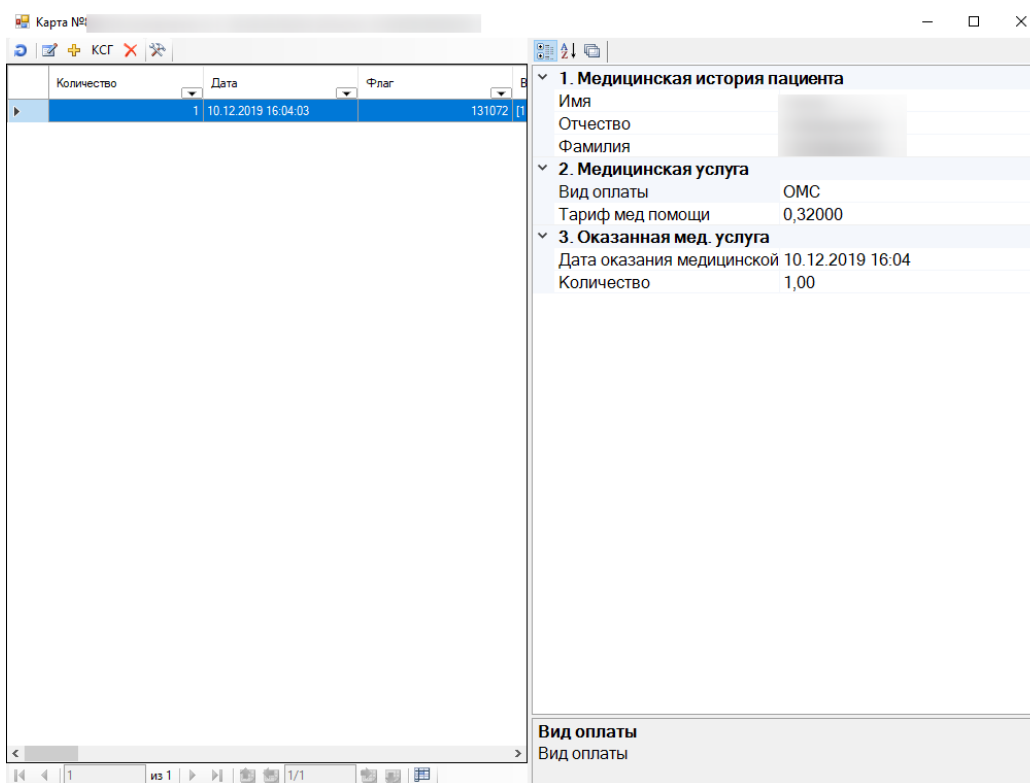 Карта №
КСГ
Количество Дата Флаг В
1 10.12.2019 16:04:03 131072 [1
1 из 1 1/1
1. Медицинская история пациента
Имя
Отчество
Фамилия
2. Медицинская услуга
Вид оплаты ОМС
Тариф мед помощи 0,32000
3. Оказанная мед. услуга
Дата оказания медицинской 10.12.2019 16:04
Количество 1,00
Вид оплаты
Вид оплаты